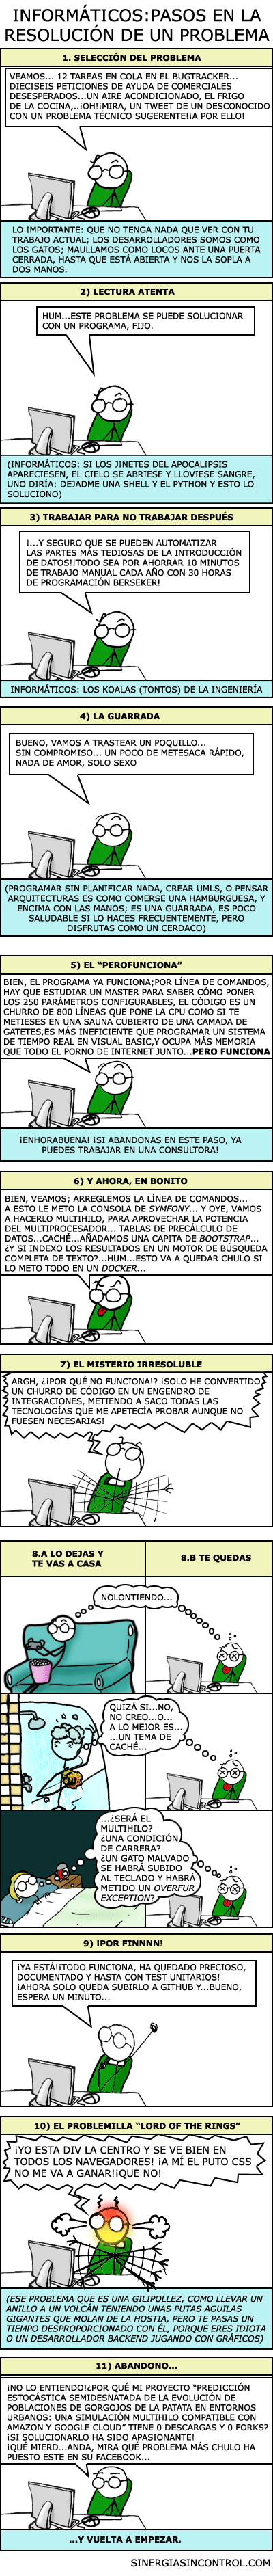 INFORMÁTICOS:PASOS EN LA
RESOLUCIÓN DE UN PROBLEMA
1. SELECCIÓN DEL PROBLEMA
VEAMOS... 12 TAREAS EN COLA EN EL BUGTRACKER...
DIECISEIS PETICIONES DE AYUDA DE COMERCIALES
DESESPERADOS...UN AIRE ACONDICIONADO, EL FRIGO
DE LA COCINA,..¡OH!¡MIRA, UN TWEET DE UN DESCONOCIDO
CON UN PROBLEMA TÉCNICO SUGERENTE!¡A POR ELLO!
LO IMPORTANTE: QUE NO TENGA NADA QUE VER CON TU
TRABAJO ACTUAL; LOS DESARROLLADORES SOMOS COMO
LOS GATOS; MAULLAMOS COMO LOCOS ANTE UNA PUERTA
CERRADA, HASTA QUE ESTÁ ABIERTA Y NOS LA SOPLA A
DOS MANOS.
2) LECTURA ATENTA
HUM...ESTE PROBLEMA SE PUEDE SOLUCIONAR
CON UN PROGRAMA, FIJO.
(INFORMÁTICOS: SI LOS JINETES DEL APOCALIPSIS
APARECIESEN, EL CIELO SE ABRIESE Y LLOVIESE SANGRE,
UNO DIRÍA: DEJADME UNA SHELL Y EL PYTHON Y ESTO LO
SOLUCIONO)
3) TRABAJAR PARA NO TRABAJAR DESPUÉS
¡...Y SEGURO QUE SE PUEDEN AUTOMATIZAR
LAS PARTES MÁS TEDIOSAS DE LA INTRODUCCIÓN
DE DATOS!¡TODO SEA POR AHORRAR 10 MINUTOS
DE TRABAJO MANUAL CADA AÑO CON 30 HORAS
DE PROGRAMACIÓN BERSEKER!
INFORMÁTICOS: LOS KOALAS (TONTOS) DE LA INGENIERÍA
4) LA GUARRADA
BUENO, VAMOS A TRASTEAR UN POQUILLO...
SIN COMPROMISO... UN POCO DE METESACA RÁPIDO,
NADA DE AMOR, SOLO SEXO
(PROGRAMAR SIN PLANIFICAR NADA, CREAR UMLS, O PENSAR
ARQUITECTURAS ES COMO COMERSE UNA HAMBURGUESA, Y
ENCIMA CON LAS MANOS; ES UNA GUARRADA, ES POCO
SALUDABLE SI LO HACES FRECUENTEMENTE, PERO
DISFRUTAS COMO UN CERDACO)
5) EL "PEROFUNCIONA"
BIEN, EL PROGRAMA YA FUNCIONA;POR LÍNEA DE COMANDOS,
HAY QUE ESTUDIAR UN MASTER PARA SABER CÓMO PONER
LOS 250 PARÁMETROS CONFIGURABLES, EL CÓDIGO ES UN
CHURRO DE 800 LÍNEAS QUE PONE LA CPU COMO SI TE
METIESES EN UNA SAUNA CUBIERTO DE UNA CAMADA DE
GATETES,ES MÁS INEFICIENTE QUE PROGRAMAR UN SISTEMA
DE TIEMPO REAL EN VISUAL BASIC,Y OCUPA MÁS MEMORIA
QUE TODO EL PORNO DE INTERNET JUNTO...PERO FUNCIONA
¡ENHORABUENA! ¡SI ABANDONAS EN ESTE PASO, YA
PUEDES TRABAJAR EN UNA CONSULTORA!
6) Y AHORA, EN BONITO
BIEN, VEAMOS; ARREGLEMOS LA LÍNEA DE COMANDOS...
A ESTO LE METO LA CONSOLA DE SYMFONY... Y OYE, VAMOS
A HACERLO MULTIHILO, PARA APROVECHAR LA POTENCIA
DEL MULTIPROCESADOR... TABLAS DE PRECÁLCULO DE
DATOS...CACHÉ...AÑADAMOS UNA CAPITA DE BOOTSTRAP...
¿Y SI INDEXO LOS RESULTADOS EN UN MOTOR DE BÚSQUEDA
COMPLETA DE TEXTO?...HUM...ESTO VA A QUEDAR CHULO SI
LO METO TODO EN UN DOCKER...
7) EL MISTERIO IRRESOLUBLE
ARGH, ¿¡POR QUÉ NO FUNCIONA!? ¡SOLO HE CONVERTIDO
UN CHURRO DE CÓDIGO EN UN ENGENDRO DE
INTEGRACIONES, METIENDO A SACO TODAS LAS
TECNOLOGÍAS QUE ME APETECÍA PROBAR AUNQUE NO
FUESEN NECESARIAS!
8.A LO DEJAS Y
TE VAS A CASA
8.B TE QUEDAS
NOLONTIENDO...
QUIZÁ SI...NO,
NO CREO...O...
A LO MEJOR ES...
...UN TEMA DE
CACHÉ...
...¿SERÁ EL
MULTIHILO?
¿UNA CONDICIÓN
DE CARRERA?
¿UN GATO MALVADO
SE HABRÁ SUBIDO
AL TECLADO Y HABRÁ
METIDO UN OVERFUR
EXCEPTION?
9) ¡POR FINNNN!
¡YA ESTÁ!¡TODO FUNCIONA, HA QUEDADO PRECIOSO,
DOCUMENTADO Y HASTA CON TEST UNITARIOS!
¡AHORA SOLO QUEDA SUBIRLO A GITHUB Y...BUENO,
ESPERA UN MINUTO...
10) EL PROBLEMILLA "LORD OF THE RINGS"
¡YO ESTA DIV LA CENTRO Y SE VE BIEN EN
TODOS LOS NAVEGADORES! ¡A MÍ EL PUTO CSS
NO ME VA A GANAR!¡QUE NO!
(ESE PROBLEMA QUE ES UNA GILIPOLLEZ, COMO LLEVAR UN
ANILLO A UN VOLCÁN TENIENDO UNAS PUTAS AGUILAS
GIGANTES QUE MOLAN DE LA HOSTIA, PERO TE PASAS UN
TIEMPO DESPROPORCIONADO CON ÉL, PORQUE ERES IDIOTA
O UN DESARROLLADOR BACKEND JUGANDO CON GRÁFICOS)
11) ABANDONO...
¡NO LO ENTIENDO!¿POR QUÉ MI PROYECTO "PREDICCIÓN
ESTOCÁSTICA SEMIDESNATADA DE LA EVOLUCIÓN DE
POBLACIONES DE GORGOJOS DE LA PATATA EN ENTORNOS
URBANOS: UNA SIMULACIÓN MULTIHILO COMPATIBLE CON
AMAZON Y GOOGLE CLOUD" TIENE 0 DESCARGAS Y 0 FORKS?
¡SI SOLUCIONARLO HA SIDO APASIONANTE!
¡QUÉ MIERD...ANDA, MIRA QUÉ PROBLEMA MÁS CHULO HA
PUESTO ESTE EN SU FACEBOOK...
...Y VUELTA A EMPEZAR.
SINERGIASINCONTROL.COM